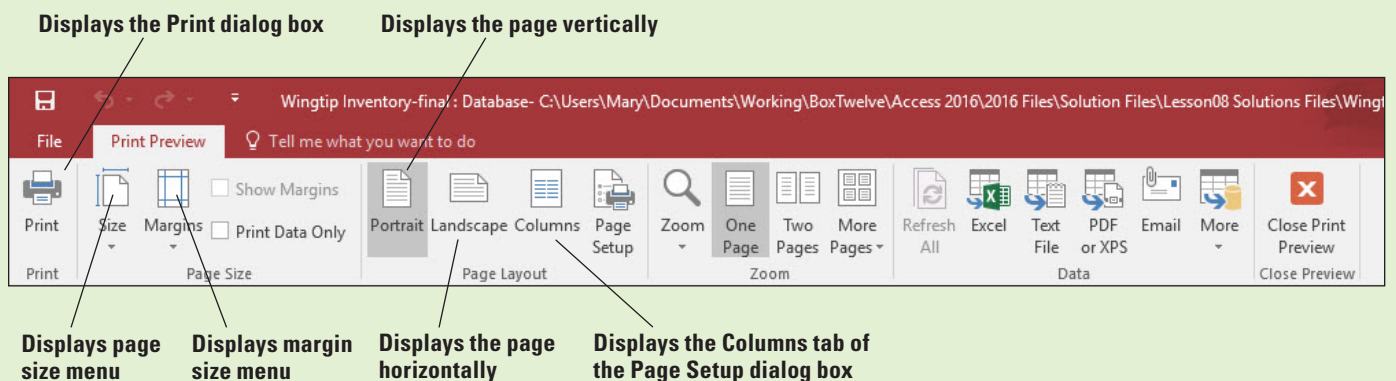 Displays the Print dialog box
Displays the page vertically
Wingtip Inventory-final : Database- C:\Users\Mary\Documents\Working\BoxTwelve\Access 2016\2016 Files\Solution Files\Lesson08 Solutions Files\Wingt
File Print Preview Tell me what you want to do
Show Margins
Print Size Margins Print Data Only
Portrait Landscape Columns Page Setup
Zoom One Page Two Pages More Pages
Refresh All Excel Text File PDF or XPS Email More Close Print Preview
Print Page Size Page Layout Zoom Data Close Preview
Displays page
size menu
Displays margin
size menu
Displays the page
horizontally
Displays the Columns tab of
the Page Setup dialog box